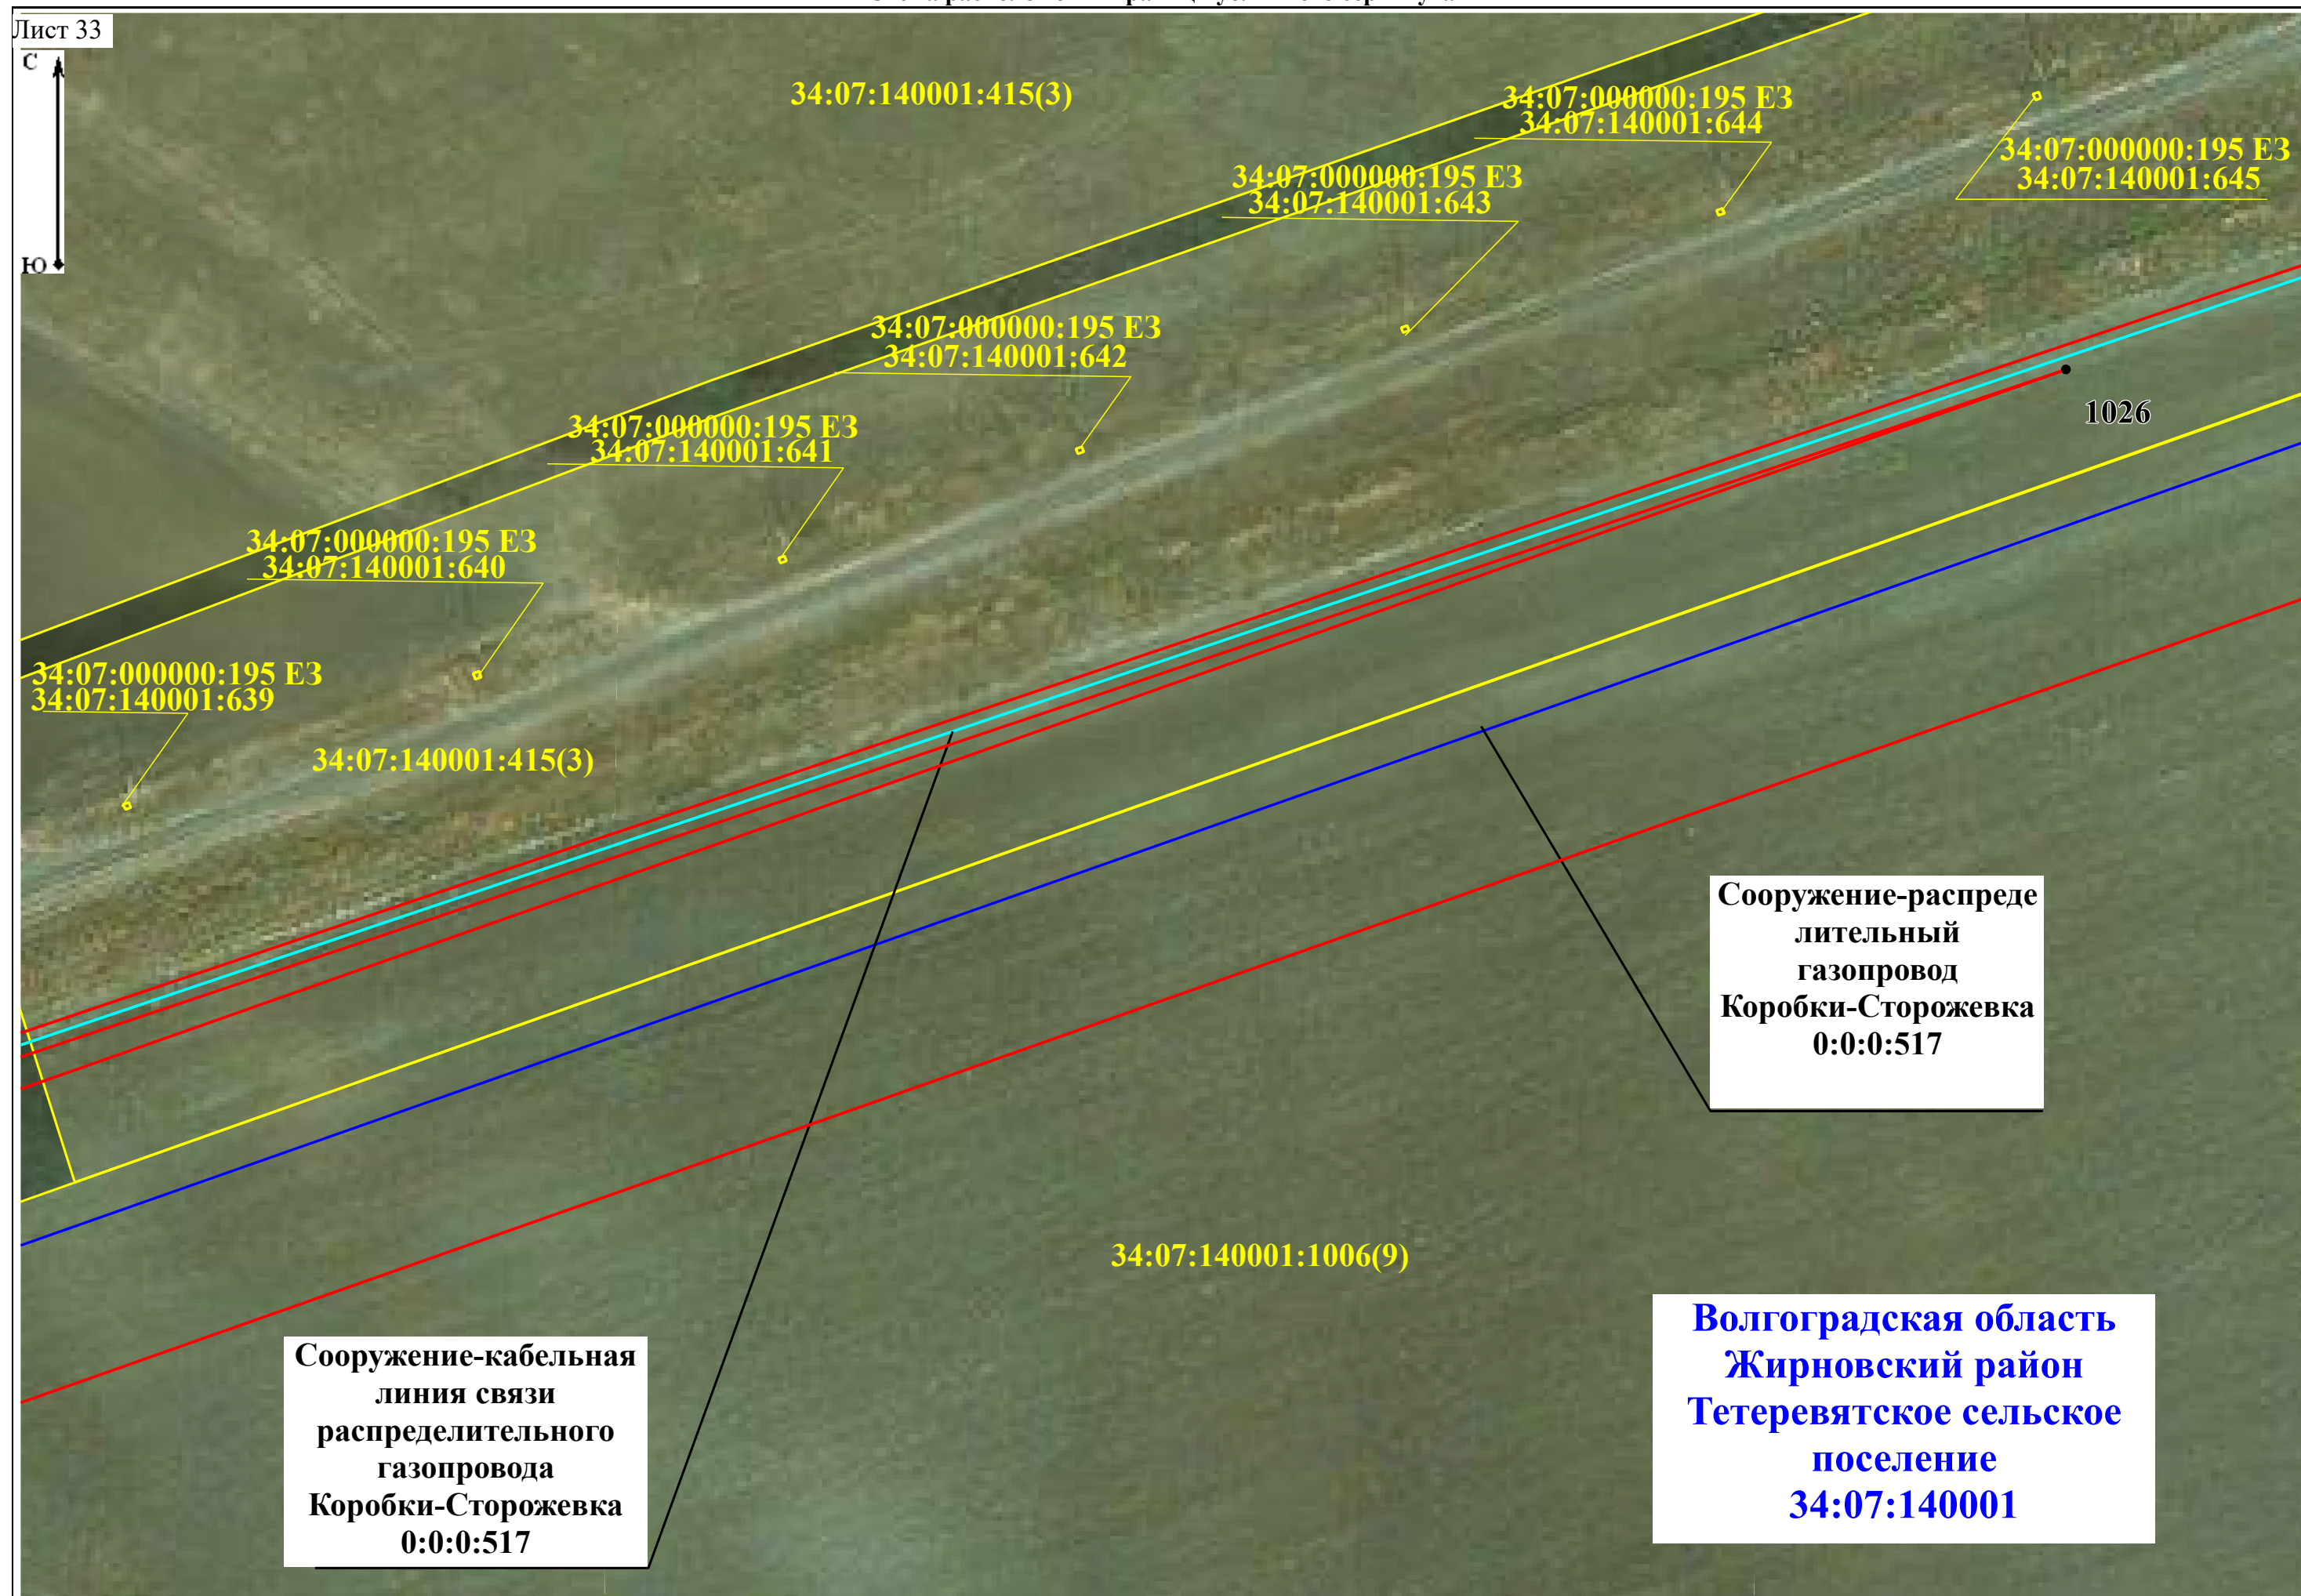 Лист 33
С
Ю
34:07:140001:415(3)
34:07:000000:195 ЕЗ
34:07:140001:644
34:07:000000:195 ЕЗ
34:07:140001:645
34:07:000000:195 ЕЗ
34:07:140001:643
34:07:000000:195 ЕЗ
34:07:140001:642
1026
34:07:000000:195 ЕЗ
34:07:140001:641
34:07:000000:195 ЕЗ
34:07:140001:640
34:07:000000:195 ЕЗ
34:07:140001:639
34:07:140001:415(3)
Сооружение-распреде
лительный
газопровод
Коробки-Сторожевка
0:0:0:517
34:07:140001:1006(9)
Сооружение-кабельная
линия связи
распределительного
газопровода
Коробки-Сторожевка
0:0:0:517
Волгоградская область
Жирновский район
Тетеревятское сельское
поселение
34:07:140001